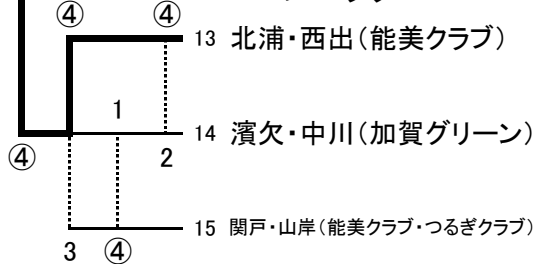 ④ ④
13 北浦・西出(能美クラブ)
1
14 濱欠・中川(加賀グリーン)
④ 2
15 関戸・山岸(能美クラブ・つるぎクラブ)
3 ④